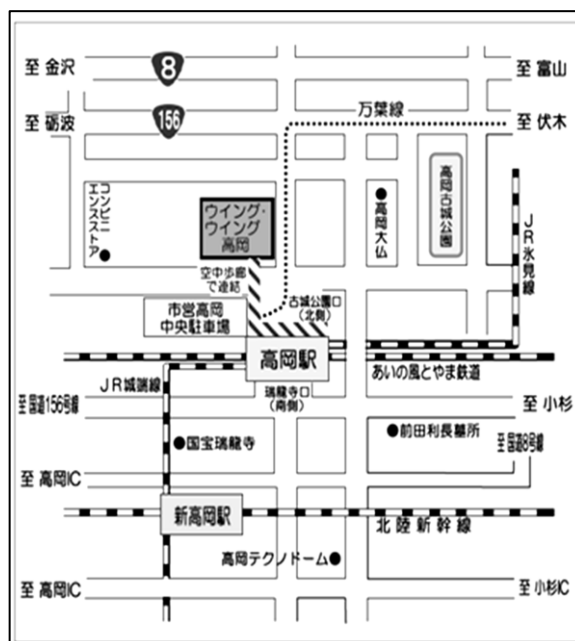 至 金沢
8
至 富山
至 砺波
156
万葉線
至 伏木
コンビニ
エンスストア
ウイング・
ウイング
高岡
高岡大仏
高岡古城公園
JR氷見線
空中歩廊
で連結
古城公園口
(北側)
市営高岡
中央駐車場
高岡駅
あいの風とやま鉄道
JR城端線
瑞龍寺口
(南側)
至国道156号線
至 小杉
国宝瑞龍寺
前田利長墓所
至国道8号線
至 高岡IC
新高岡駅
北陸新幹線
高岡テクノドーム
至 高岡IC
至 小杉IC